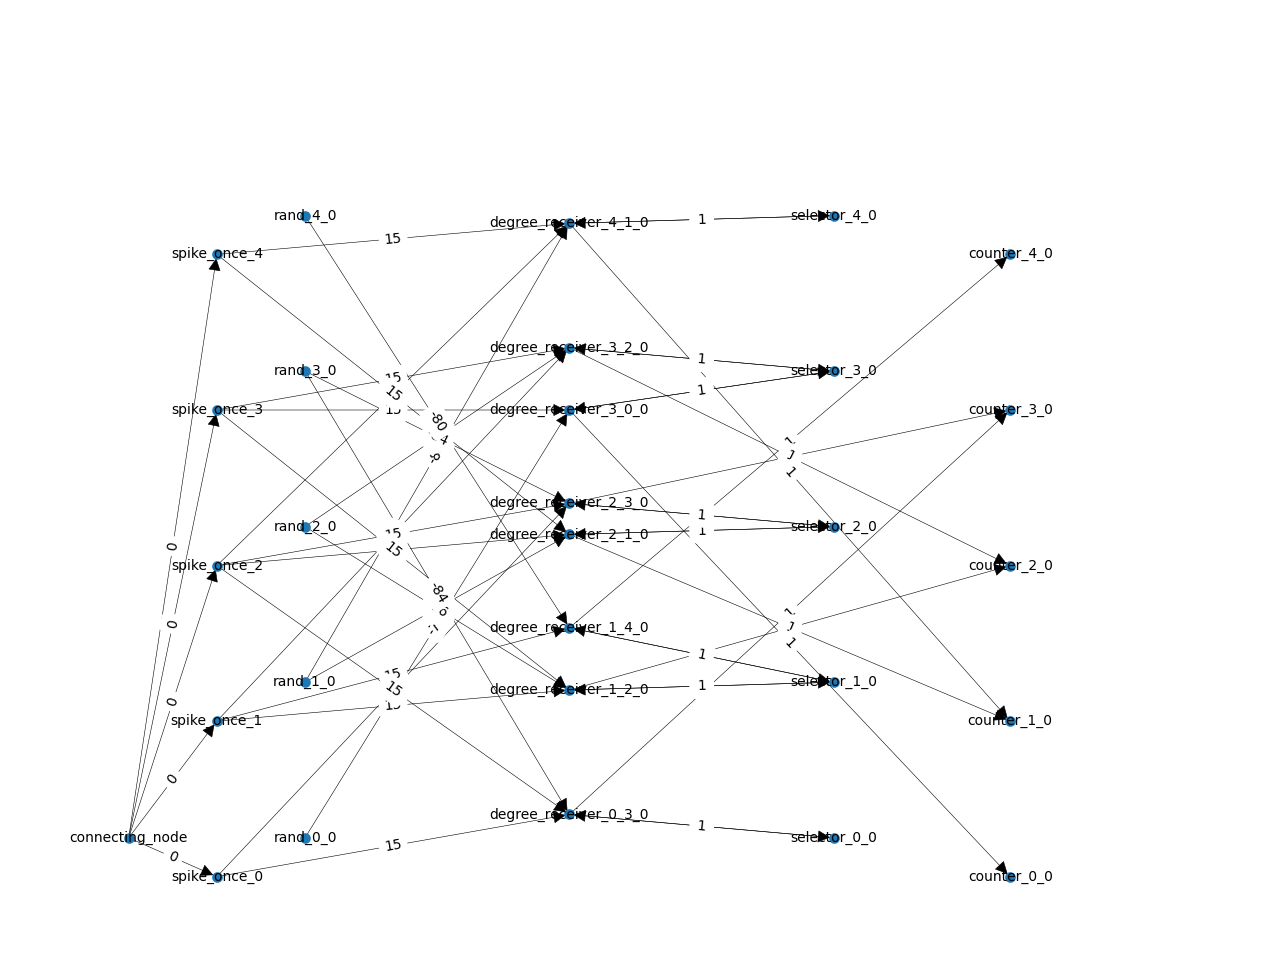 rand_4_0
degree_receiver_4_1_0
1
selector_4_0
15
spike_once_4
counter_4_0
degree_receiver_3_2_0
1
rand_3_0
selector_3_0
15
15
1
spike_once_3
degree_receiver_3_0_0
counter_3_0
-80
4
1
1
1
degree_receiver_2_3_0
1
rand_2_0
selector_2_0
1
15
degree_receiver_2_1_0
0
15
spike_once_2
counter_2_0
-84
6
1
0
degree_receiver_1_4_0
1
1
1
15
rand_1_0
selector_1_0
1
15
degree_receiver_1_2_0
0
15
spike_once_1
counter_1_0
0
degree_receiver_0_3_0
1
connecting_node
rand_0_0
selector_0_0
15
0
spike_once_0
counter_0_0